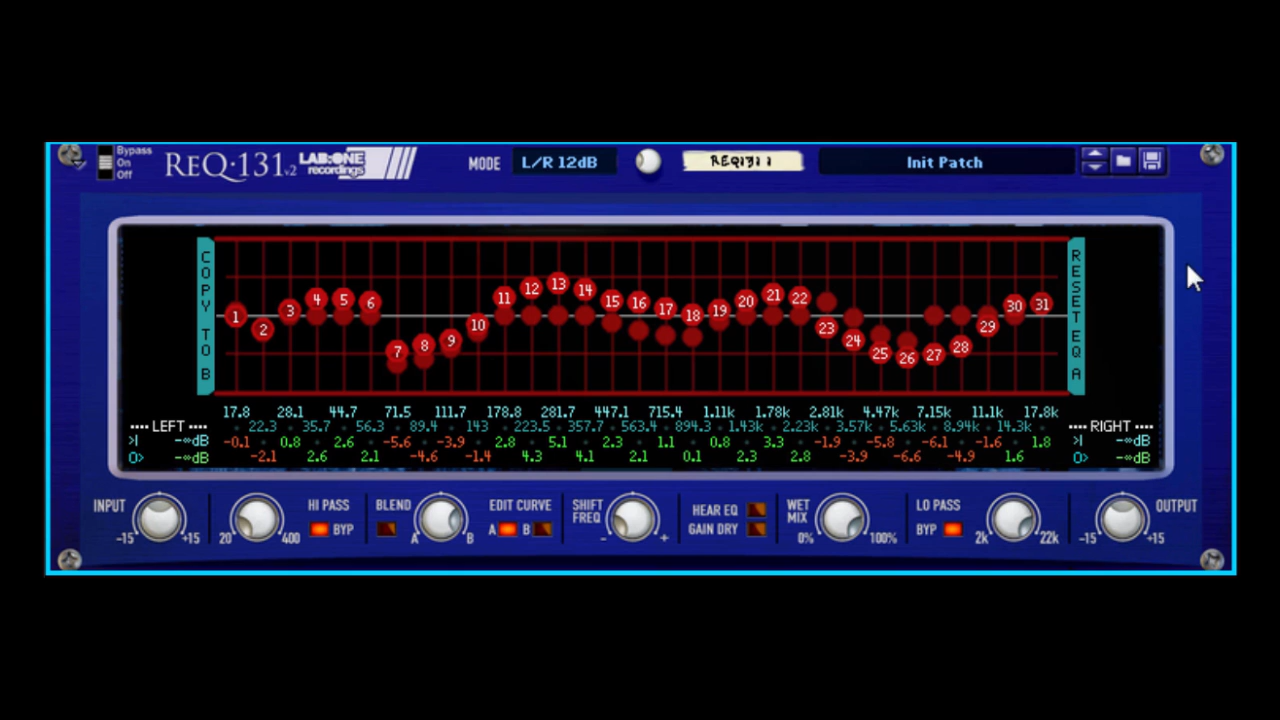 Bypass
On
Off
ReQ·131 v2
LAB:ONE
recordings
MODE
L/R 12dB
REQ131 1
Init Patch
COPY TO B
1 2 3 4 5 6 7 8 9 10 11 12 13 14 15 16 17 18 19 20 21 22 23 24 25 26 27 28 29 30 31
RESET EQ A
17.8 28.1 44.7 71.5 111.7 178.8 281.7 447.1 715.4 1.11k 1.78k 2.81k 4.47k 7.15k 11.1k 17.8k
22.3 35.7 56.3 89.4 143 223.5 357.7 563.4 894.3 1.43k 2.23k 3.57k 5.63k 8.94k 14.3k
-0.1 0.8 2.6 -5.6 -3.9 2.8 5.1 2.3 1.1 0.8 3.3 -1.9 -5.8 -6.1 -1.6 1.8
-2.1 2.6 2.1 -4.6 -1.4 4.3 4.1 2.1 0.1 2.3 2.8 -3.9 -6.6 -4.9 1.6
---- LEFT ----
>I -∞dB
O> -∞dB
---- RIGHT ----
>I -∞dB
O> -∞dB
INPUT
-15 +15
20 400
HI PASS
BYP
BLEND
A B
EDIT CURVE
A B
SHIFT
FREQ
- +
HEAR EQ
GAIN DRY
WET
MIX
0% 100%
LO PASS
BYP
2k 22k
OUTPUT
-15 +15